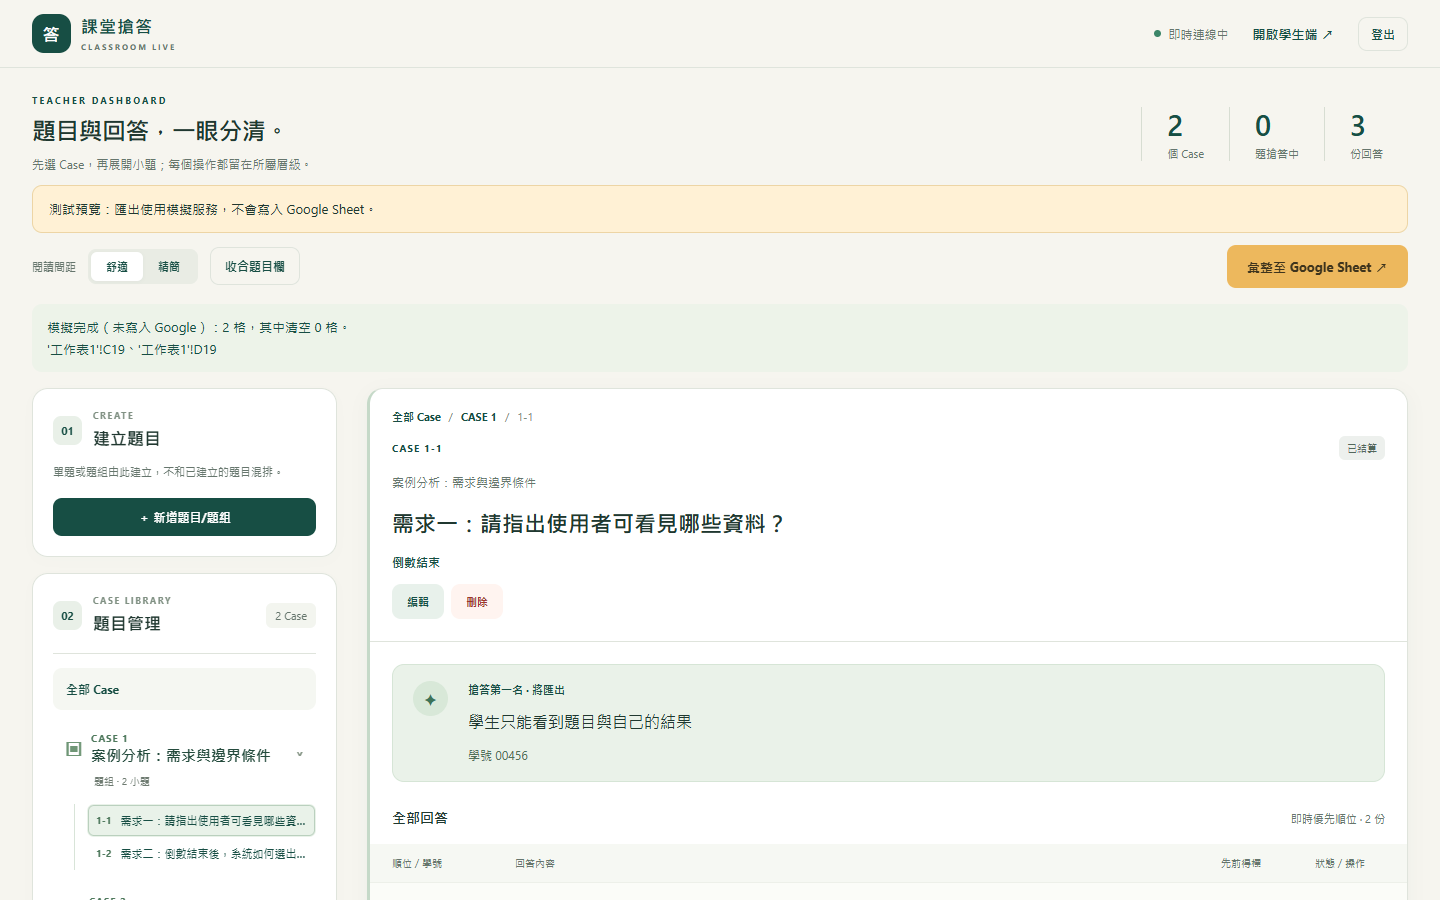 答
課堂搶答
CLASSROOM LIVE
即時連線中
開啟學生端 ↗
登出
TEACHER DASHBOARD
題目與回答，一眼分清。
先選 Case，再展開小題；每個操作都留在所屬層級。
2
個 Case
0
題搶答中
3
份回答
測試預覽：匯出使用模擬服務，不會寫入 Google Sheet。
閱讀間距
舒適
精簡
收合題目欄
彙整至 Google Sheet ↗
模擬完成（未寫入 Google）：2 格，其中清空 0 格。
'工作表1'!C19、'工作表1'!D19
01
CREATE
建立題目
單題或題組由此建立，不和已建立的題目混排。
+ 新增題目/題組
02
CASE LIBRARY
題目管理
2 Case
全部 Case
CASE 1
案例分析：需求與邊界條件
題組 · 2 小題
1-1 需求一：請指出使用者可看見哪些資...
1-2 需求二：倒數結束後，系統如何選出...
全部 Case / CASE 1 / 1-1
CASE 1-1
已結算
案例分析：需求與邊界條件
需求一：請指出使用者可看見哪些資料？
倒數結束
編輯
刪除
搶答第一名 · 將匯出
學生只能看到題目與自己的結果
學號 00456
全部回答
即時優先順位 · 2 份
順位 / 學號
回答內容
先前得標
狀態 / 操作